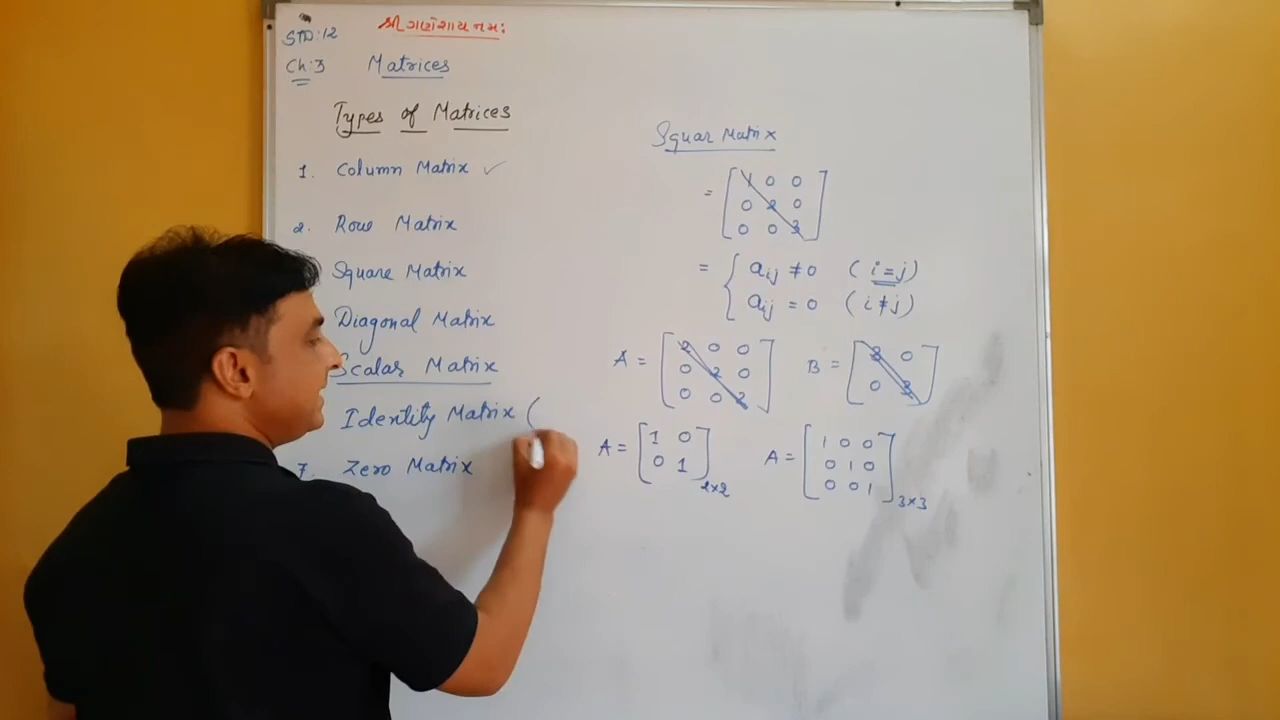 શ્રી ગણેશાય નમઃ
STD:12
Ch:3 Matrices
Types of Matrices
1. Column Matrix ✓
2. Row Matrix
Square Matrix
Diagonal Matrix
Scalar Matrix
Identity Matrix (
7. Zero Matrix
Squar Matrix
= [ 1 0 0
0 2 0
0 0 3 ]
= { aij ≠ 0 ( i = j )
aij = 0 ( i ≠ j )
A = [ 2 0 0
0 2 0
0 0 2 ]
B = [ 3 0
0 3 ]
A = [ 1 0
0 1 ] 2×2
A = [ 1 0 0
0 1 0
0 0 1 ] 3×3